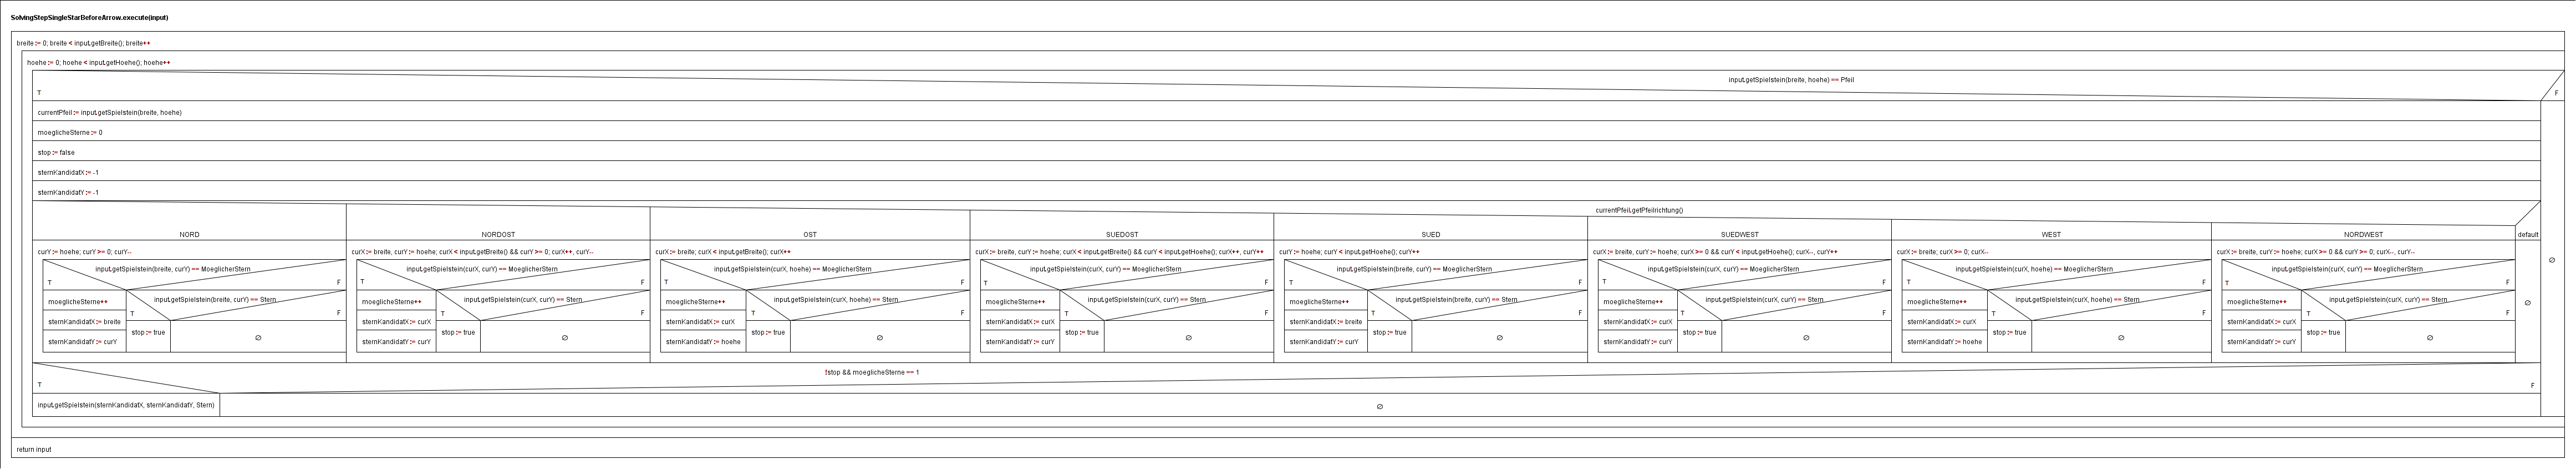 SolvingStepSingleStarBeforeArrow.execute(input)
breite := 0; breite < input.getBreite(); breite++
hoehe := 0; hoehe < input.getHoehe(); hoehe++
input.getSpielstein(breite, hoehe) == Pfeil
T
F
currentPfeil := input.getSpielstein(breite, hoehe)
moeglicheSterne := 0
stop := false
sternKandidatX := -1
sternKandidatY := -1
currentPfeil.getPfeilrichtung()
NORD
NORDOST
OST
SUEDOST
SUED
SUEDWEST
WEST
NORDWEST
default
curY := hoehe; curY >= 0; curY--
input.getSpielstein(breite, curY) == MoeglicherStern
T
F
moeglicheSterne++
sternKandidatX := breite
sternKandidatY := curY
input.getSpielstein(breite, curY) == Stern
T
F
stop := true
∅
curX := breite, curY := hoehe; curX < input.getBreite() && curY >= 0; curX++, curY--
input.getSpielstein(curX, curY) == MoeglicherStern
T
F
moeglicheSterne++
sternKandidatX := curX
sternKandidatY := curY
input.getSpielstein(curX, curY) == Stern
T
F
stop := true
∅
curX := breite; curX < input.getBreite(); curX++
input.getSpielstein(curX, hoehe) == MoeglicherStern
T
F
moeglicheSterne++
sternKandidatX := curX
sternKandidatY := hoehe
input.getSpielstein(curX, hoehe) == Stern
T
F
stop := true
∅
curX := breite, curY := hoehe; curX < input.getBreite() && curY < input.getHoehe(); curX++, curY++
input.getSpielstein(curX, curY) == MoeglicherStern
T
F
moeglicheSterne++
sternKandidatX := curX
sternKandidatY := curY
input.getSpielstein(curX, curY) == Stern
T
F
stop := true
∅
curY := hoehe; curY < input.getHoehe(); curY++
input.getSpielstein(breite, curY) == MoeglicherStern
T
F
moeglicheSterne++
sternKandidatX := breite
sternKandidatY := curY
input.getSpielstein(breite, curY) == Stern
T
F
stop := true
∅
curX := breite, curY := hoehe; curX >= 0 && curY < input.getHoehe(); curX--, curY++
input.getSpielstein(curX, curY) == MoeglicherStern
T
F
moeglicheSterne++
sternKandidatX := curX
sternKandidatY := curY
input.getSpielstein(curX, curY) == Stern
T
F
stop := true
∅
curX := breite; curX >= 0; curX--
input.getSpielstein(curX, hoehe) == MoeglicherStern
T
F
moeglicheSterne++
sternKandidatX := curX
sternKandidatY := hoehe
input.getSpielstein(curX, hoehe) == Stern
T
F
stop := true
∅
curX := breite, curY := hoehe; curX >= 0 && curY >= 0; curX--, curY--
input.getSpielstein(curX, curY) == MoeglicherStern
T
F
moeglicheSterne++
sternKandidatX := curX
sternKandidatY := curY
input.getSpielstein(curX, curY) == Stern
T
F
stop := true
∅
∅
∅
!stop && moeglicheSterne == 1
T
F
input.getSpielstein(sternKandidatX, sternKandidatY, Stern)
∅
return input